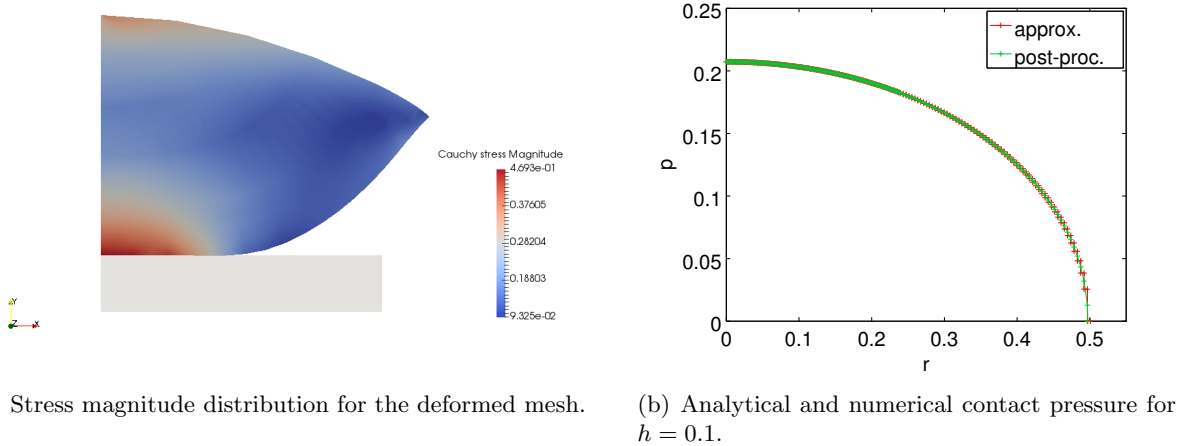 Cauchy stress Magnitude
4.693e-01
0.37605
0.28204
0.18803
9.325e-02
Y
Z
X
0.25
0.2
0.15
0.1
0.05
0
p
approx.
post-proc.
0 0.1 0.2 0.3 0.4 0.5
r
Stress magnitude distribution for the deformed mesh.
(b) Analytical and numerical contact pressure for
h = 0.1.